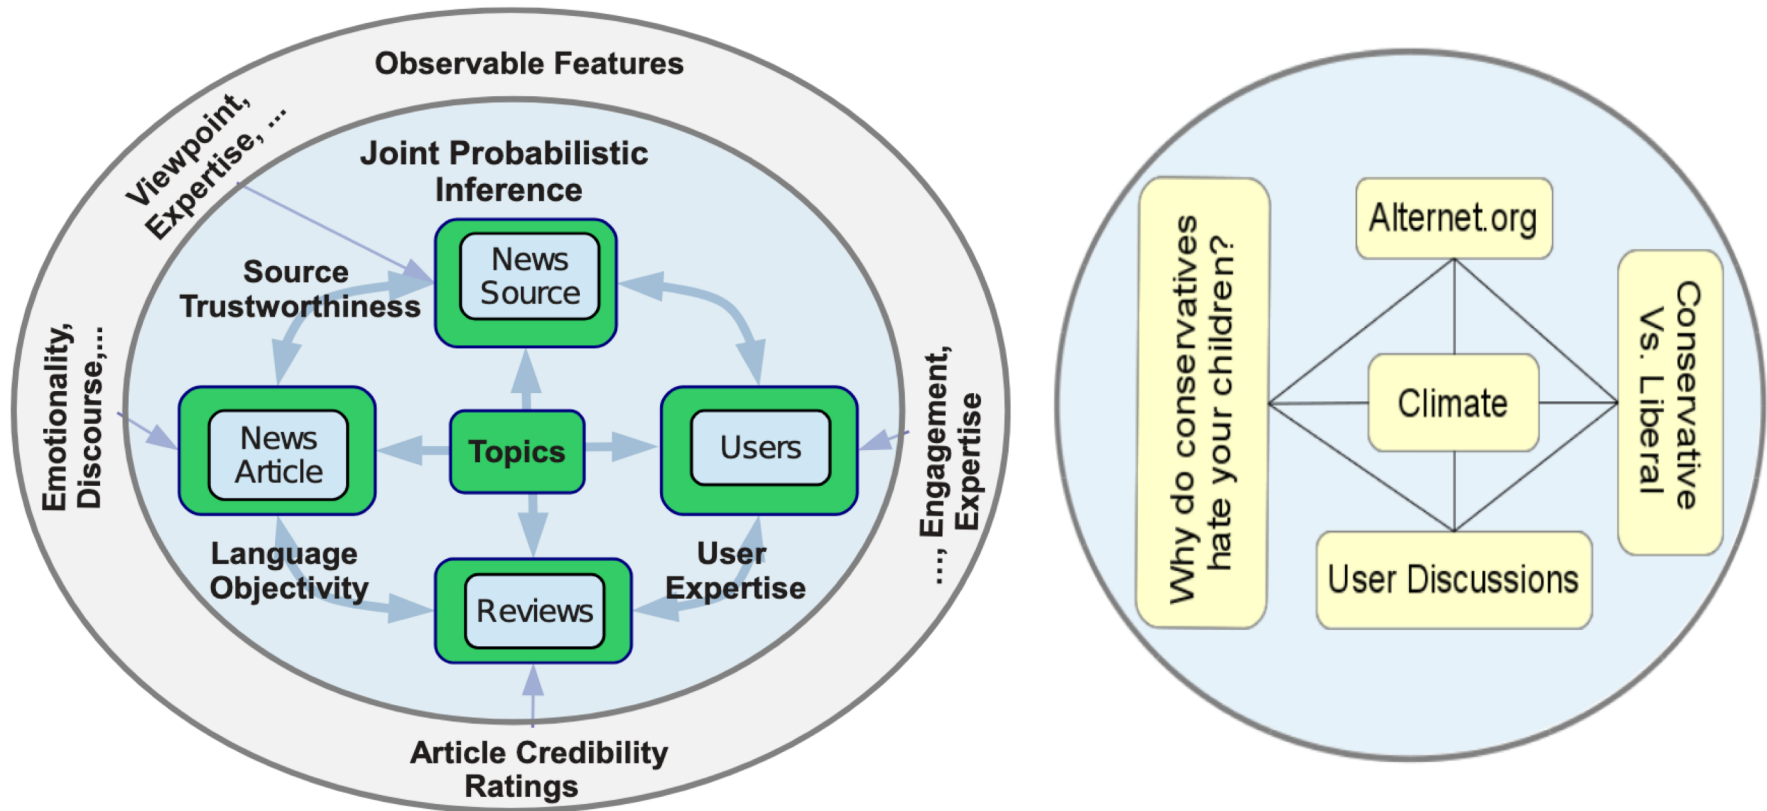 Observable Features
Viewpoint,
Expertise, ...
Joint Probabilistic
Inference
News
Source
Source
Trustworthiness
Emotionality,
Discourse,...
News
Article
Topics
Users
..., Engagement,
Expertise
Language
Objectivity
User
Expertise
Reviews
Article Credibility
Ratings
Why do conservatives
hate your children?
Alternet.org
Climate
Conservative
Vs. Liberal
User Discussions